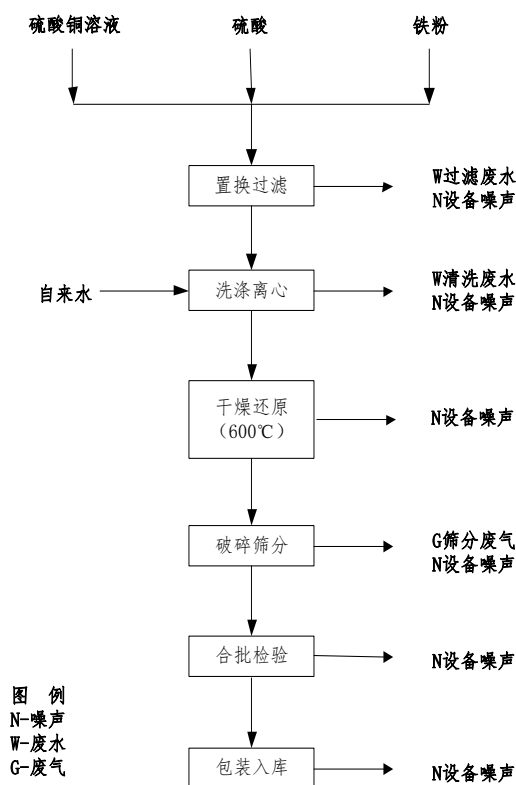 硫酸铜溶液
硫酸
铁粉
置换过滤
W过滤废水
N设备噪声
自来水
洗涤离心
W清洗废水
N设备噪声
干燥还原
（600℃）
N设备噪声
破碎筛分
G筛分废气
N设备噪声
合批检验
N设备噪声
图 例
N-噪声
W-废水
G-废气
包装入库
N设备噪声